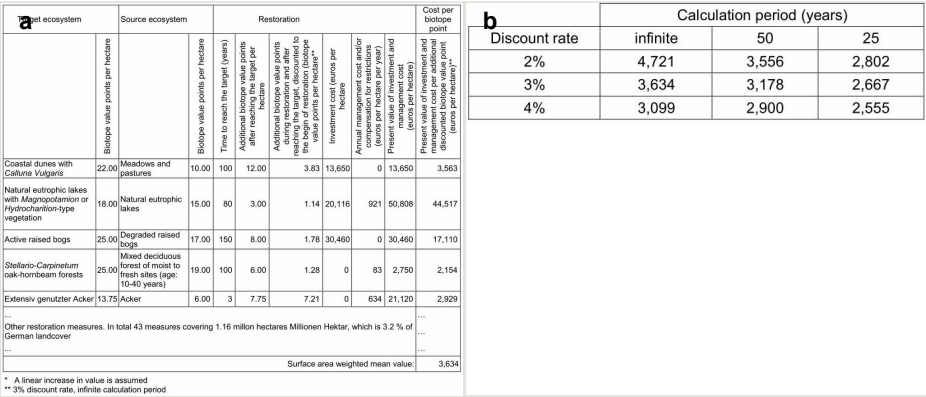 a
Target ecosystem Source ecosystem Restoration Cost per biotope point
Biotope value points per hectare
Biotope value points per hectare
Time to reach the target (years)
Additional biotope value points after reaching the target per hectare
Additional biotope value points during restoration and after reaching the target, discounted to the begin of restoration (biotope value points per hectare**
Investment cost (euros per hectare
Annual management cost and/or compensation for restrictions (euros per hectare per year)
Present value of investment and management cost (euros per hectare)
Present value of investment and management cost per additional discounted biotope value point (euros per hectare)**
Coastal dunes with Calluna Vulgaris 22.00 Meadows and pastures 10.00 100 12.00 3.83 13,650 0 13,650 3,563
Natural eutrophic lakes with Magnopotamion or Hydrocharition-type vegetation 18.00 Natural eutrophic lakes 15.00 80 3.00 1.14 20,116 921 50,808 44,517
Active raised bogs 25.00 Degraded raised bogs 17.00 150 8.00 1.78 30,460 0 30,460 17,110
Stellario-Carpinetum oak-hornbeam forests 25.00 Mixed deciduous forest of moist to fresh sites (age: 10-40 years) 19.00 100 6.00 1.28 0 83 2,750 2,154
Extensiv genutzter Acker 13.75 Acker 6.00 3 7.75 7.21 0 634 21,120 2,929
... ...
Other restoration measures. In total 43 measures covering 1.16 millon hectares Millionen Hektar, which is 3.2 % of German landcover ...
... ...
Surface area weighted mean value: 3,634
* A linear increase in value is assumed
** 3% discount rate, infinite calculation period
b
Calculation period (years)
Discount rate infinite 50 25
2% 4,721 3,556 2,802
3% 3,634 3,178 2,667
4% 3,099 2,900 2,555